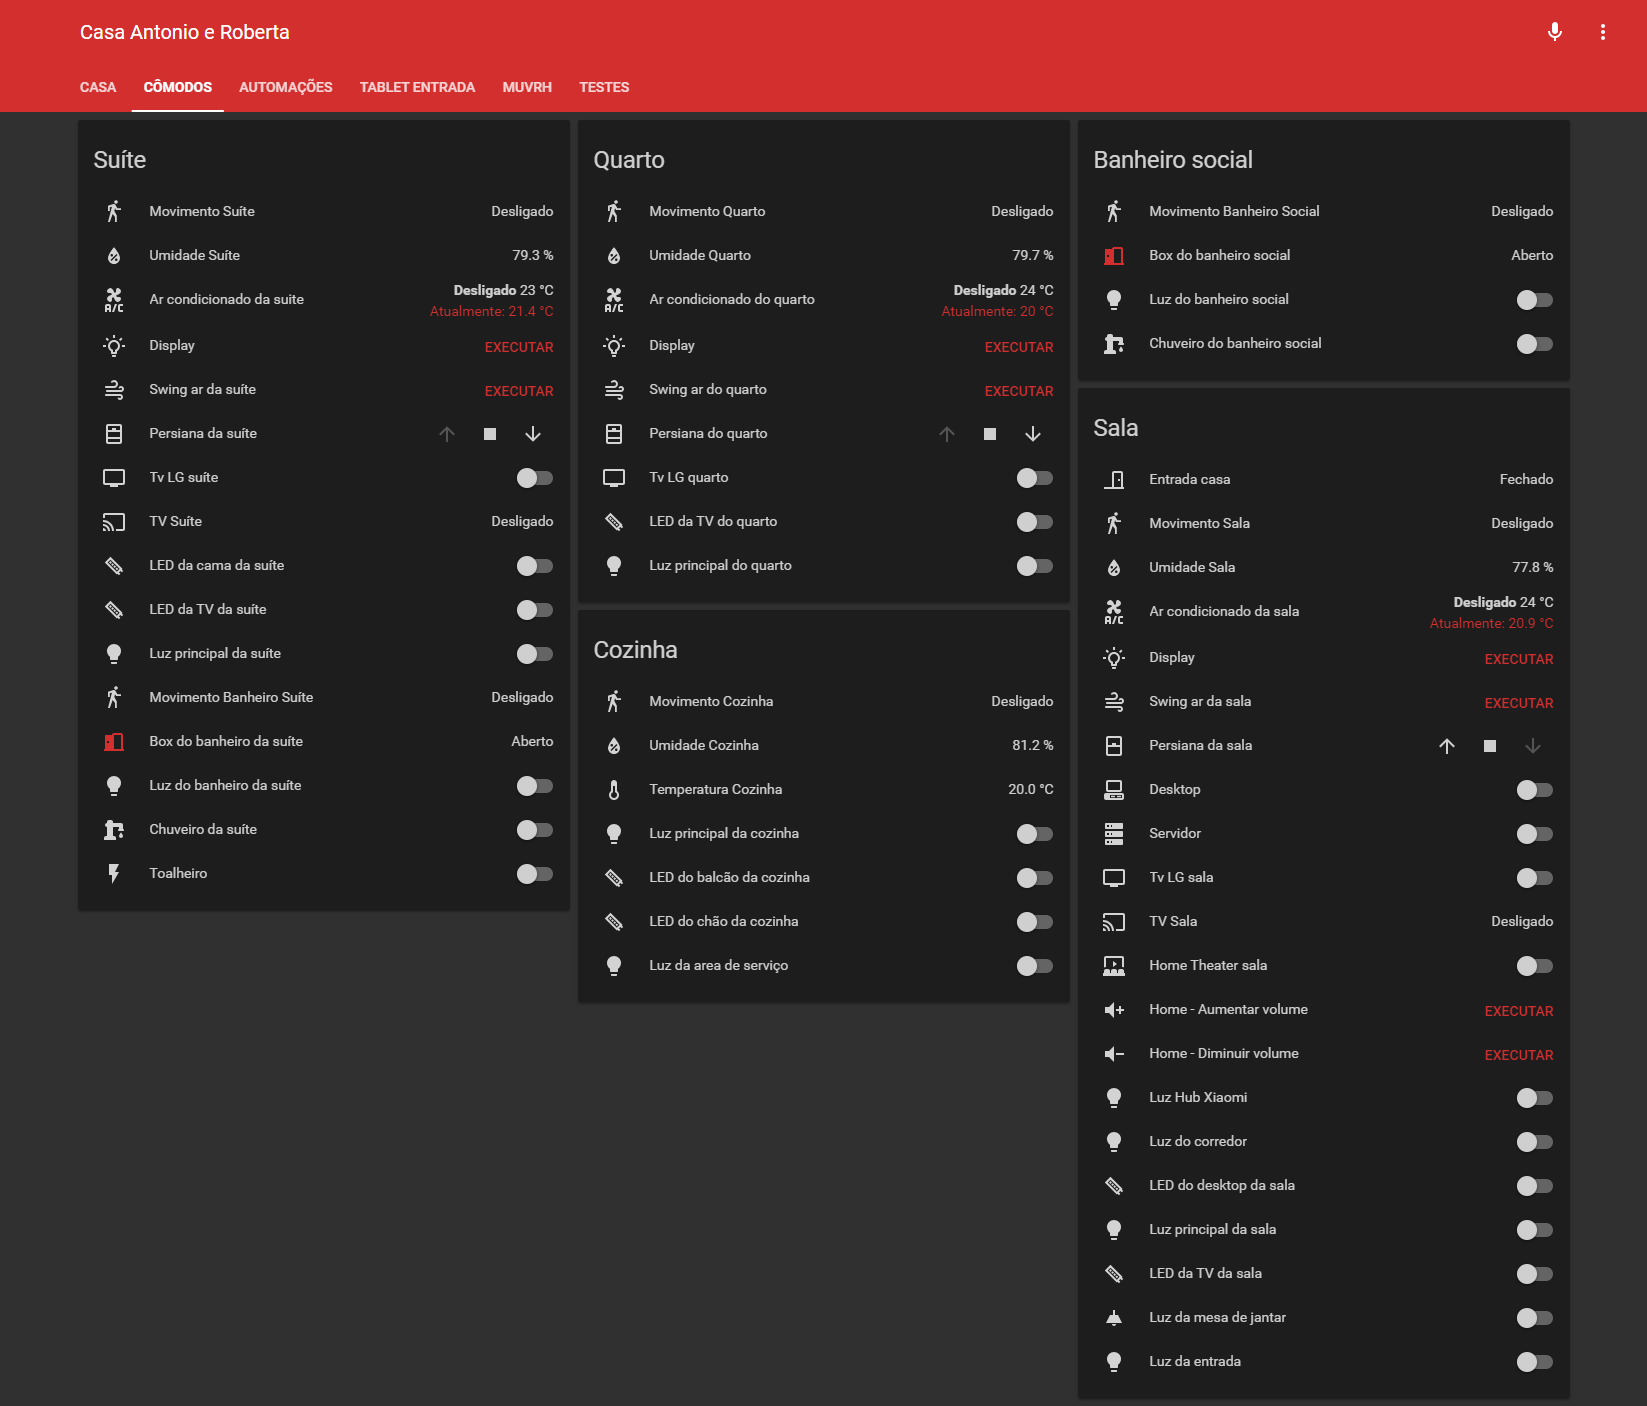 Casa Antonio e Roberta
CASA CÔMODOS AUTOMAÇÕES TABLET ENTRADA MUVRH TESTES
Suíte
Movimento Suíte Desligado
Umidade Suíte 79.3 %
Ar condicionado da suíte Desligado 23 °C
Atualmente: 21.4 °C
Display EXECUTAR
Swing ar da suíte EXECUTAR
Persiana da suíte
Tv LG suíte
TV Suíte Desligado
LED da cama da suíte
LED da TV da suíte
Luz principal da suíte
Movimento Banheiro Suíte Desligado
Box do banheiro da suíte Aberto
Luz do banheiro da suíte
Chuveiro da suíte
Toalheiro
Quarto
Movimento Quarto Desligado
Umidade Quarto 79.7 %
Ar condicionado do quarto Desligado 24 °C
Atualmente: 20 °C
Display EXECUTAR
Swing ar do quarto EXECUTAR
Persiana do quarto
Tv LG quarto
LED da TV do quarto
Luz principal do quarto
Cozinha
Movimento Cozinha Desligado
Umidade Cozinha 81.2 %
Temperatura Cozinha 20.0 °C
Luz principal da cozinha
LED do balcão da cozinha
LED do chão da cozinha
Luz da area de serviço
Banheiro social
Movimento Banheiro Social Desligado
Box do banheiro social Aberto
Luz do banheiro social
Chuveiro do banheiro social
Sala
Entrada casa Fechado
Movimento Sala Desligado
Umidade Sala 77.8 %
Ar condicionado da sala Desligado 24 °C
Atualmente: 20.9 °C
Display EXECUTAR
Swing ar da sala EXECUTAR
Persiana da sala
Desktop
Servidor
Tv LG sala
TV Sala Desligado
Home Theater sala
Home - Aumentar volume EXECUTAR
Home - Diminuir volume EXECUTAR
Luz Hub Xiaomi
Luz do corredor
LED do desktop da sala
Luz principal da sala
LED da TV da sala
Luz da mesa de jantar
Luz da entrada